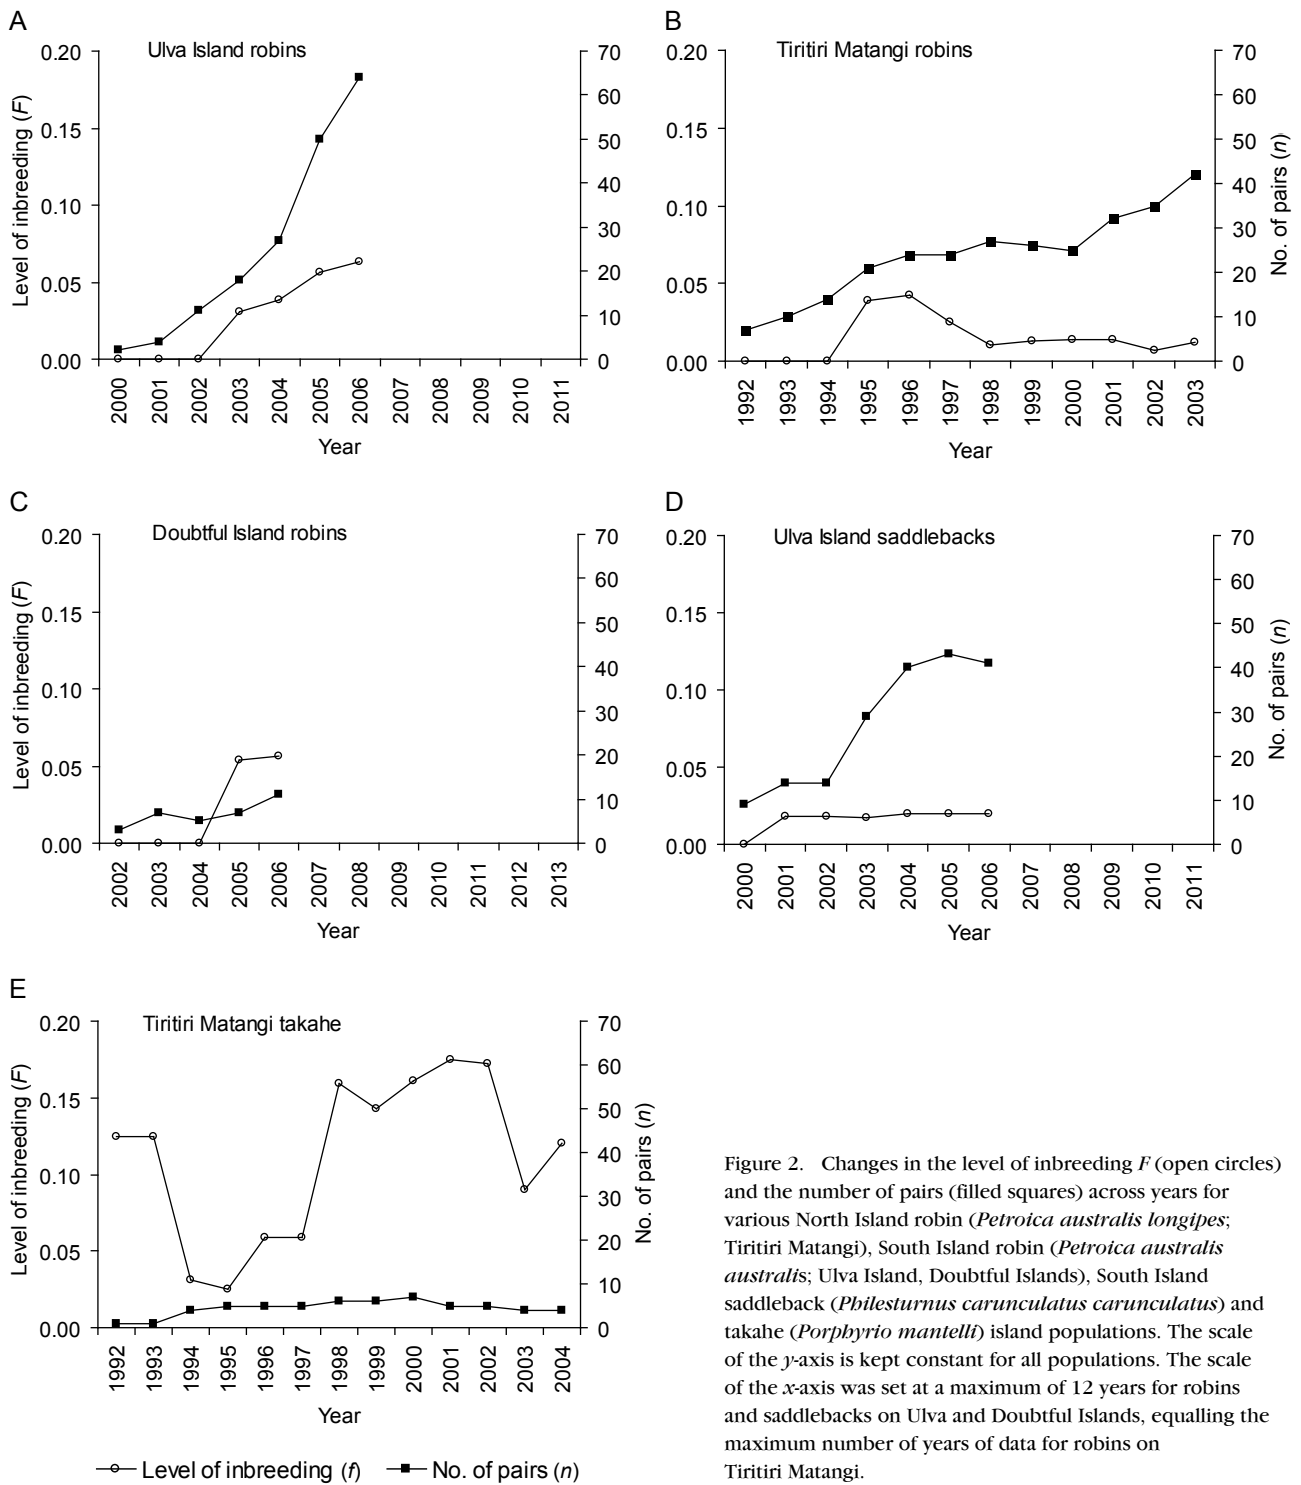 A
Ulva Island robins
0.20
0.15
0.10
0.05
0.00
Level of inbreeding (F)
70
60
50
40
30
20
10
0
2000 2001 2002 2003 2004 2005 2006 2007 2008 2009 2010 2011
Year
B
Tiritiri Matangi robins
0.20
0.15
0.10
0.05
0.00
70
60
50
40
30
20
10
0
No. of pairs (n)
1992 1993 1994 1995 1996 1997 1998 1999 2000 2001 2002 2003
Year
C
Doubtful Island robins
0.20
0.15
0.10
0.05
0.00
Level of inbreeding (F)
70
60
50
40
30
20
10
0
2002 2003 2004 2005 2006 2007 2008 2009 2010 2011 2012 2013
Year
D
Ulva Island saddlebacks
0.20
0.15
0.10
0.05
0.00
70
60
50
40
30
20
10
0
No. of pairs (n)
2000 2001 2002 2003 2004 2005 2006 2007 2008 2009 2010 2011
Year
E
Tiritiri Matangi takahe
0.20
0.15
0.10
0.05
0.00
Level of inbreeding (F)
70
60
50
40
30
20
10
0
No. of pairs (n)
1992 1993 1994 1995 1996 1997 1998 1999 2000 2001 2002 2003 2004
Year
Level of inbreeding (f) No. of pairs (n)
Figure 2. Changes in the level of inbreeding F (open circles)
and the number of pairs (filled squares) across years for
various North Island robin (Petroica australis longipes;
Tiritiri Matangi), South Island robin (Petroica australis
australis; Ulva Island, Doubtful Islands), South Island
saddleback (Philesturnus carunculatus carunculatus) and
takahe (Porphyrio mantelli) island populations. The scale
of the y-axis is kept constant for all populations. The scale
of the x-axis was set at a maximum of 12 years for robins
and saddlebacks on Ulva and Doubtful Islands, equalling the
maximum number of years of data for robins on
Tiritiri Matangi.